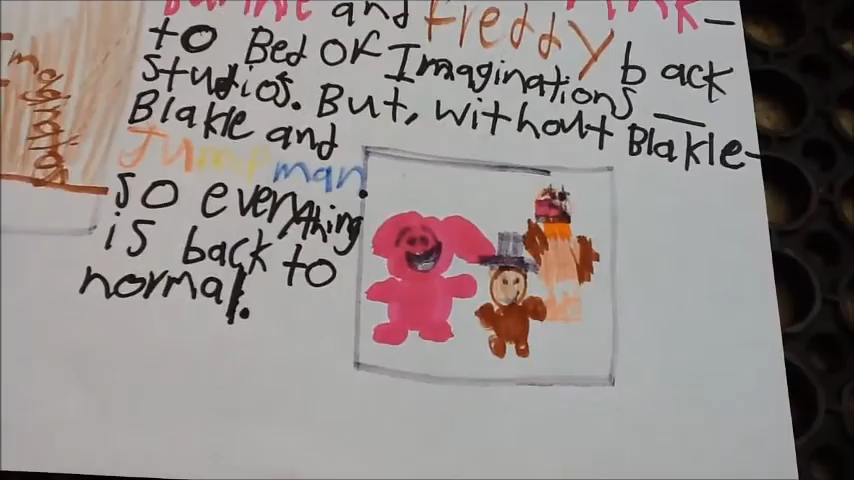 and Freddy
to Bed Of Imaginations back
Studios. But, without Blakle-
Blakle and
Jumpman
so everything
is back to
normal.